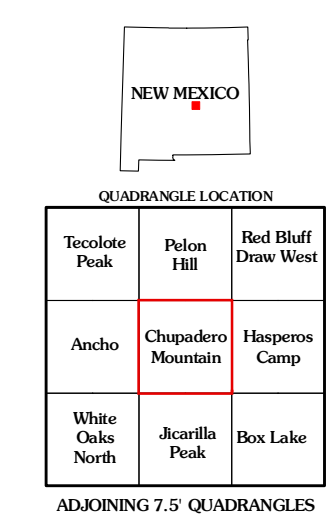 NEW MEXICO
QUADRANGLE LOCATION
Tecolote
Peak
Pelon
Hill
Red Bluff
Draw West
Ancho
Chupadero
Mountain
Hasperos
Camp
White
Oaks
North
Jicarilla
Peak
Box Lake
ADJOINING 7.5' QUADRANGLES